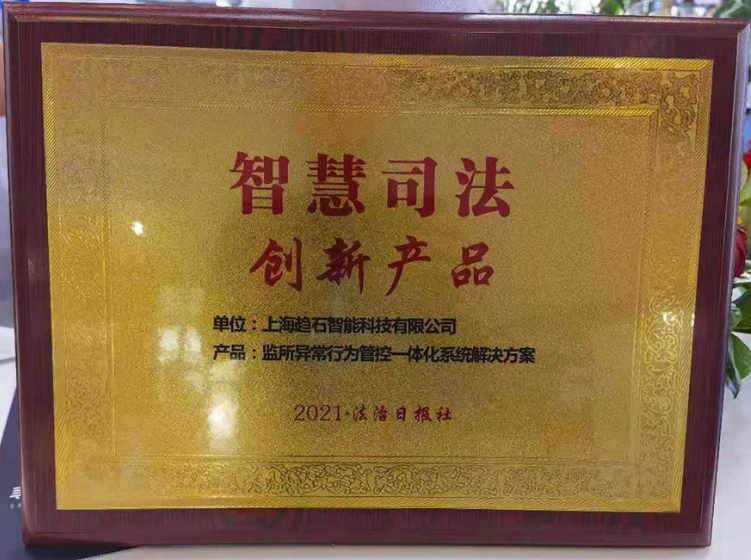 智慧司法
创新产品
单位：上海趋石智能科技有限公司
产品：监所异常行为管控一体化系统解决方案
2021·法治日报社